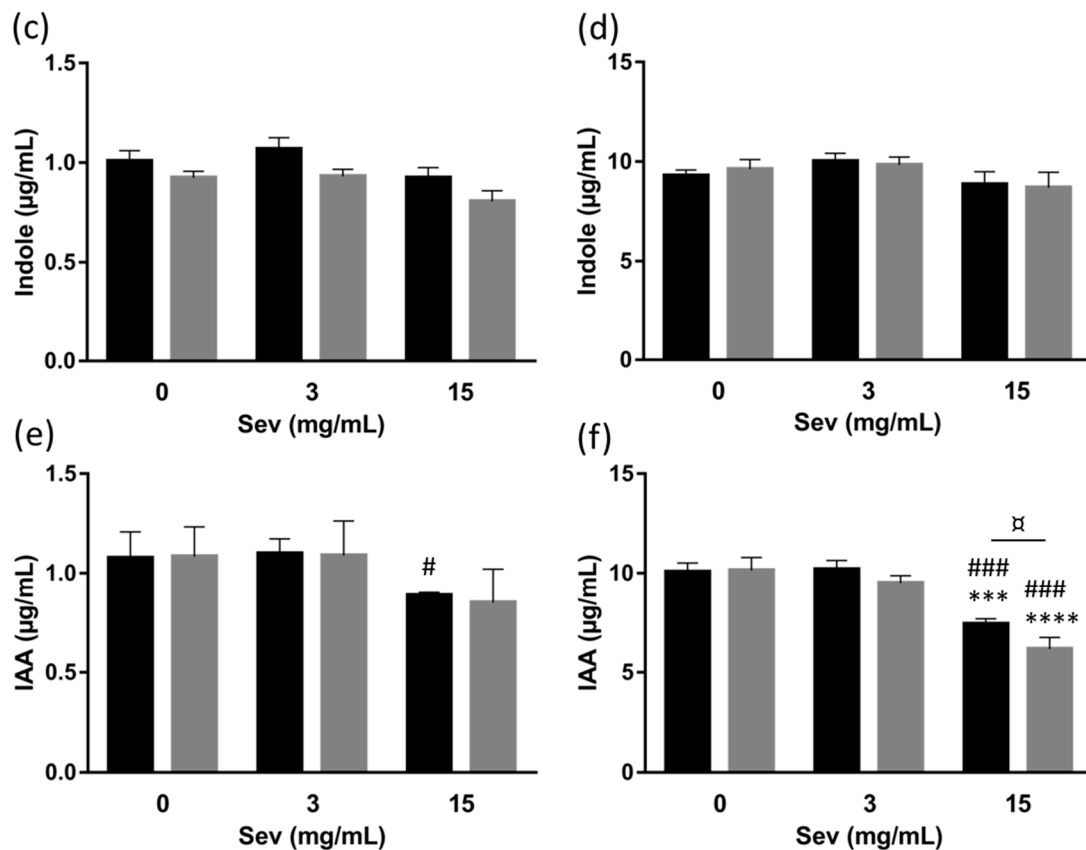 (c)
1.5
1.0
0.5
0.0
Indole (µg/mL)
0 3 15
Sev (mg/mL)
(d)
15
10
5
0
Indole (µg/mL)
0 3 15
Sev (mg/mL)
(e)
1.5
1.0
0.5
0.0
IAA (µg/mL)
#
0 3 15
Sev (mg/mL)
(f)
15
10
5
0
IAA (µg/mL)
¤
###
***
###
****
0 3 15
Sev (mg/mL)